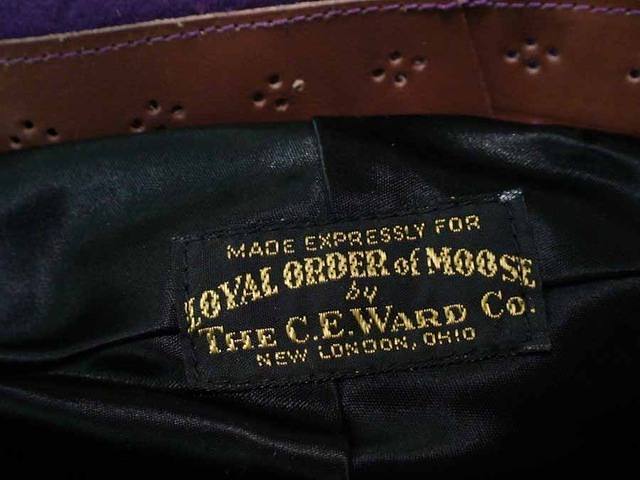 MADE EXPRESSLY FOR
LOYAL ORDER of MOOSE
by
THE C.E. WARD CO.
NEW LONDON, OHIO